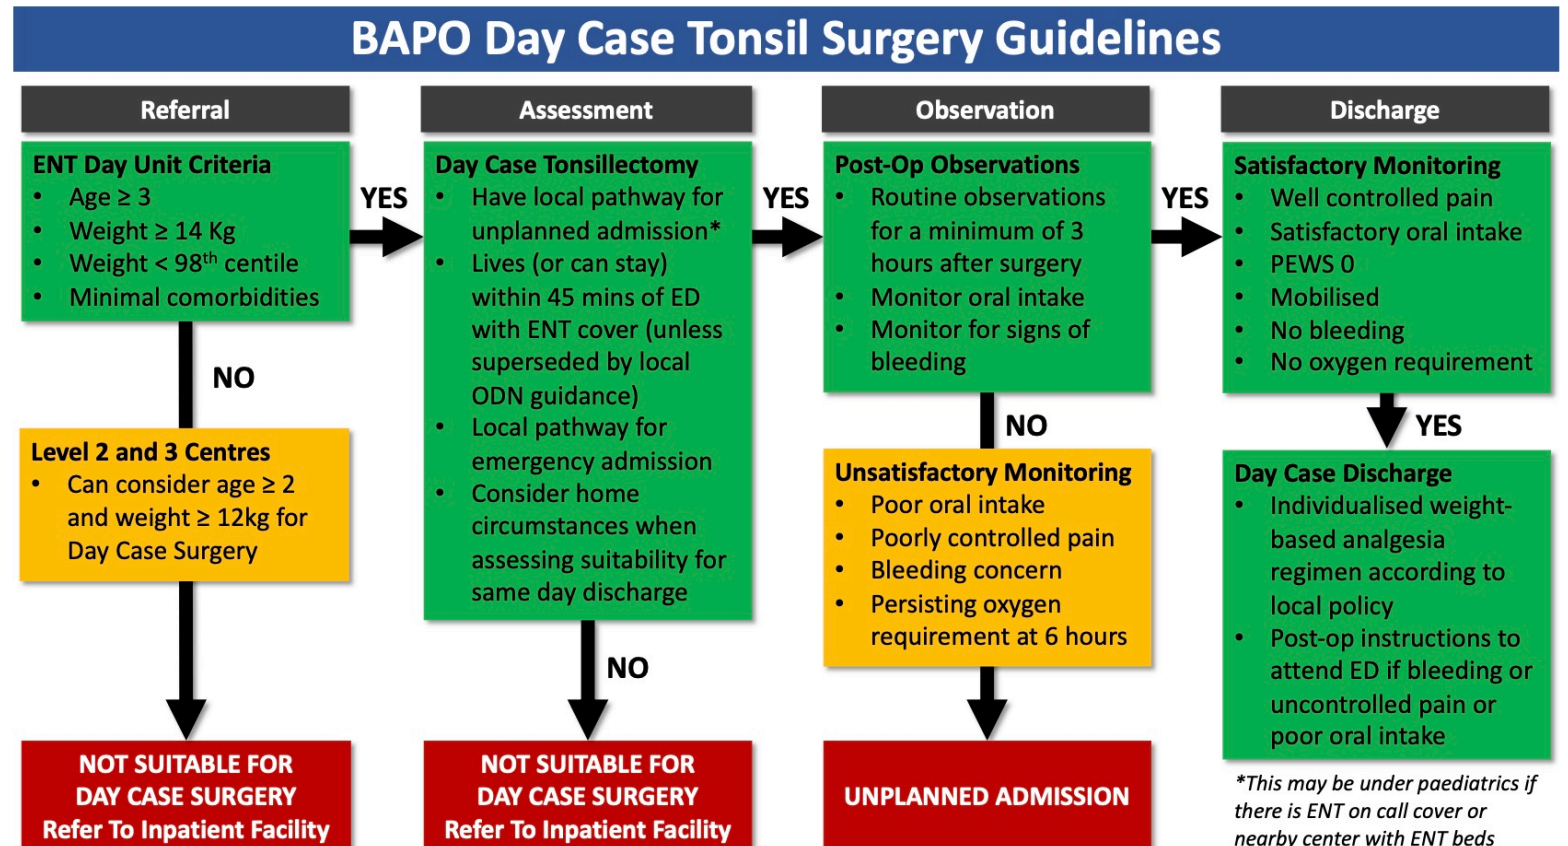 BAPO Day Case Tonsil Surgery Guidelines
Referral
ENT Day Unit Criteria
• Age ≥ 3
• Weight ≥ 14 Kg
• Weight < 98th centile
• Minimal comorbidities
YES
NO
Level 2 and 3 Centres
• Can consider age ≥ 2
and weight ≥ 12kg for
Day Case Surgery
NOT SUITABLE FOR
DAY CASE SURGERY
Refer To Inpatient Facility
Assessment
Day Case Tonsillectomy
• Have local pathway for
unplanned admission*
• Lives (or can stay)
within 45 mins of ED
with ENT cover (unless
superseded by local
ODN guidance)
• Local pathway for
emergency admission
• Consider home
circumstances when
assessing suitability for
same day discharge
YES
NO
NOT SUITABLE FOR
DAY CASE SURGERY
Refer To Inpatient Facility
Observation
Post-Op Observations
• Routine observations
for a minimum of 3
hours after surgery
• Monitor oral intake
• Monitor for signs of
bleeding
YES
NO
Unsatisfactory Monitoring
• Poor oral intake
• Poorly controlled pain
• Bleeding concern
• Persisting oxygen
requirement at 6 hours
UNPLANNED ADMISSION
Discharge
Satisfactory Monitoring
• Well controlled pain
• Satisfactory oral intake
• PEWS 0
• Mobilised
• No bleeding
• No oxygen requirement
YES
Day Case Discharge
• Individualised weight-
based analgesia
regimen according to
local policy
• Post-op instructions to
attend ED if bleeding or
uncontrolled pain or
poor oral intake
*This may be under paediatrics if
there is ENT on call cover or
nearby center with ENT beds